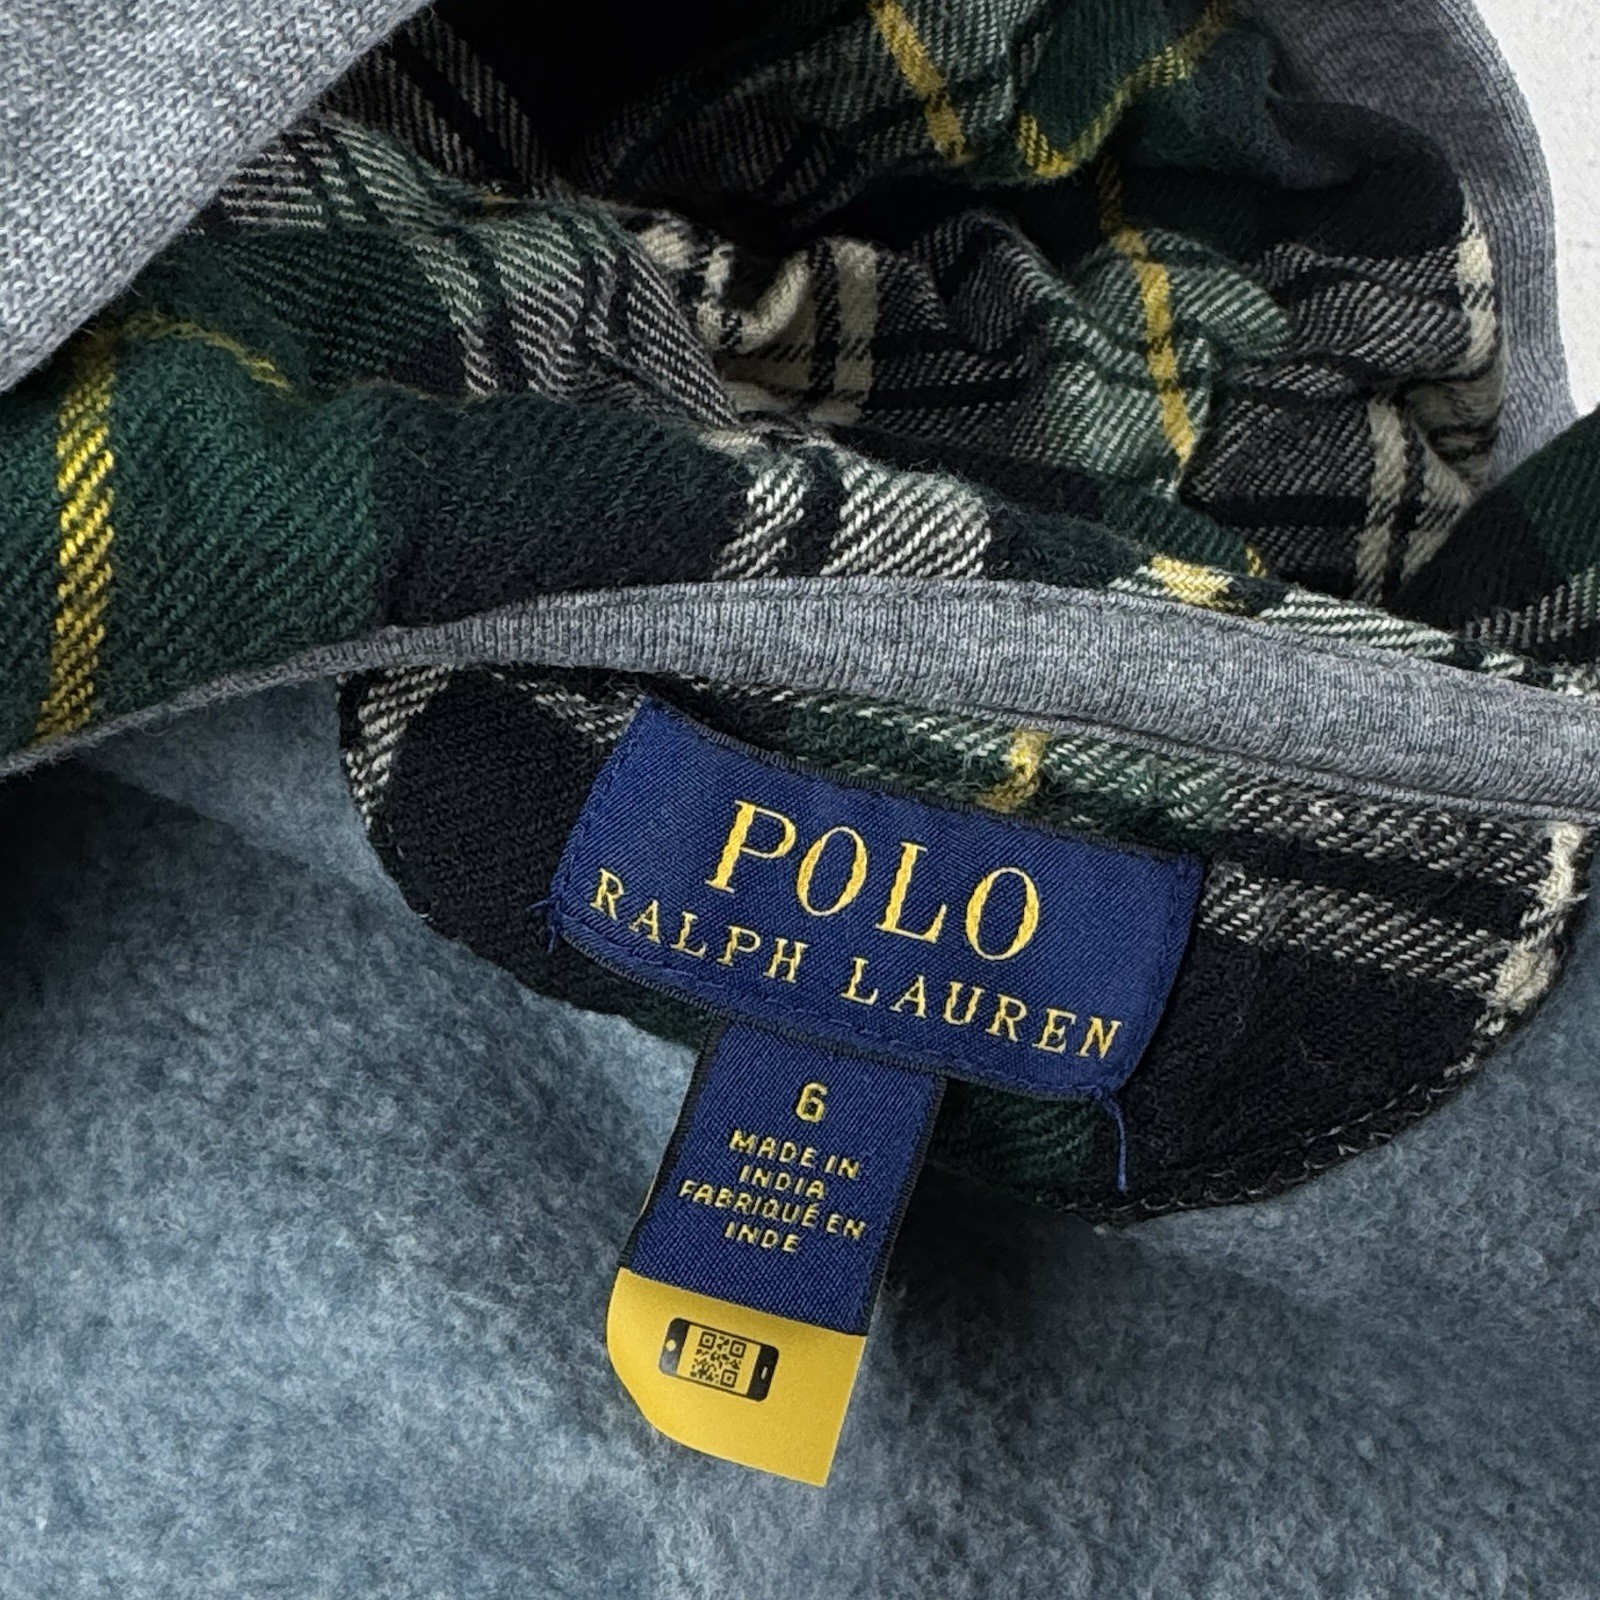 POLO
RALPH LAUREN
6
MADE IN
INDIA
FABRIQUÉ EN
INDE